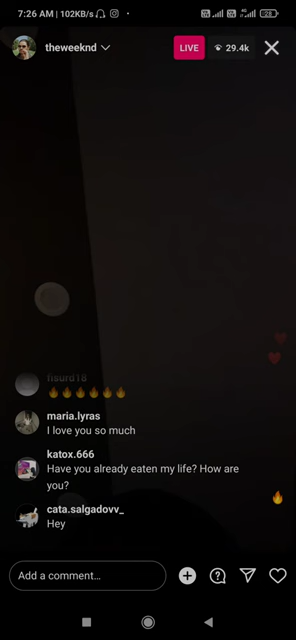 7:26 AM | 102KB/s
theweeknd
LIVE
29.4k
fisurd18
🔥🔥🔥🔥🔥🔥
maria.lyras
I love you so much
katox.666
Have you already eaten my life? How are
you?
cata.salgadovv_
Hey
Add a comment...